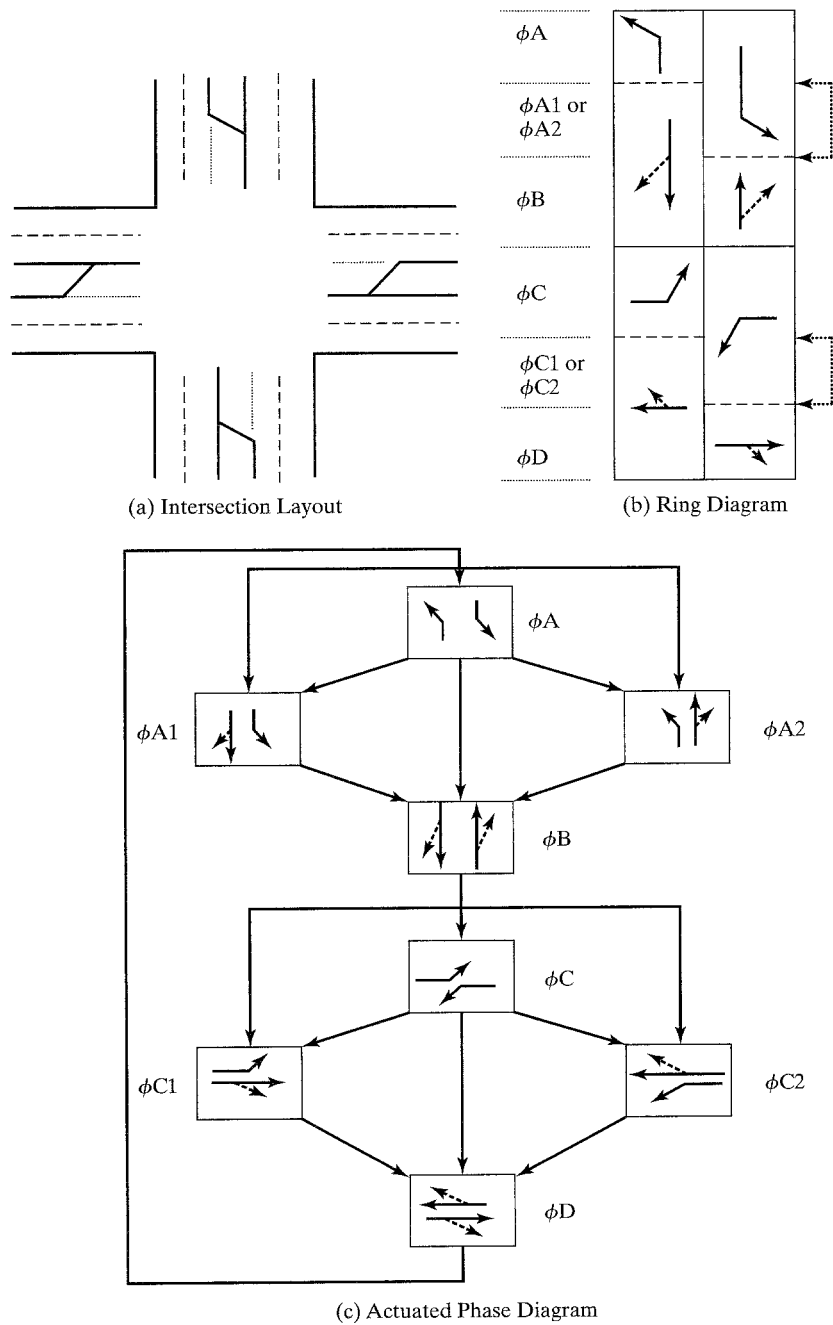 ϕA
ϕA1 or
ϕA2
ϕB
ϕC
ϕC1 or
ϕC2
ϕD
(a) Intersection Layout
(b) Ring Diagram
ϕA
ϕA1
ϕA2
ϕB
ϕC
ϕC1
ϕC2
ϕD
(c) Actuated Phase Diagram